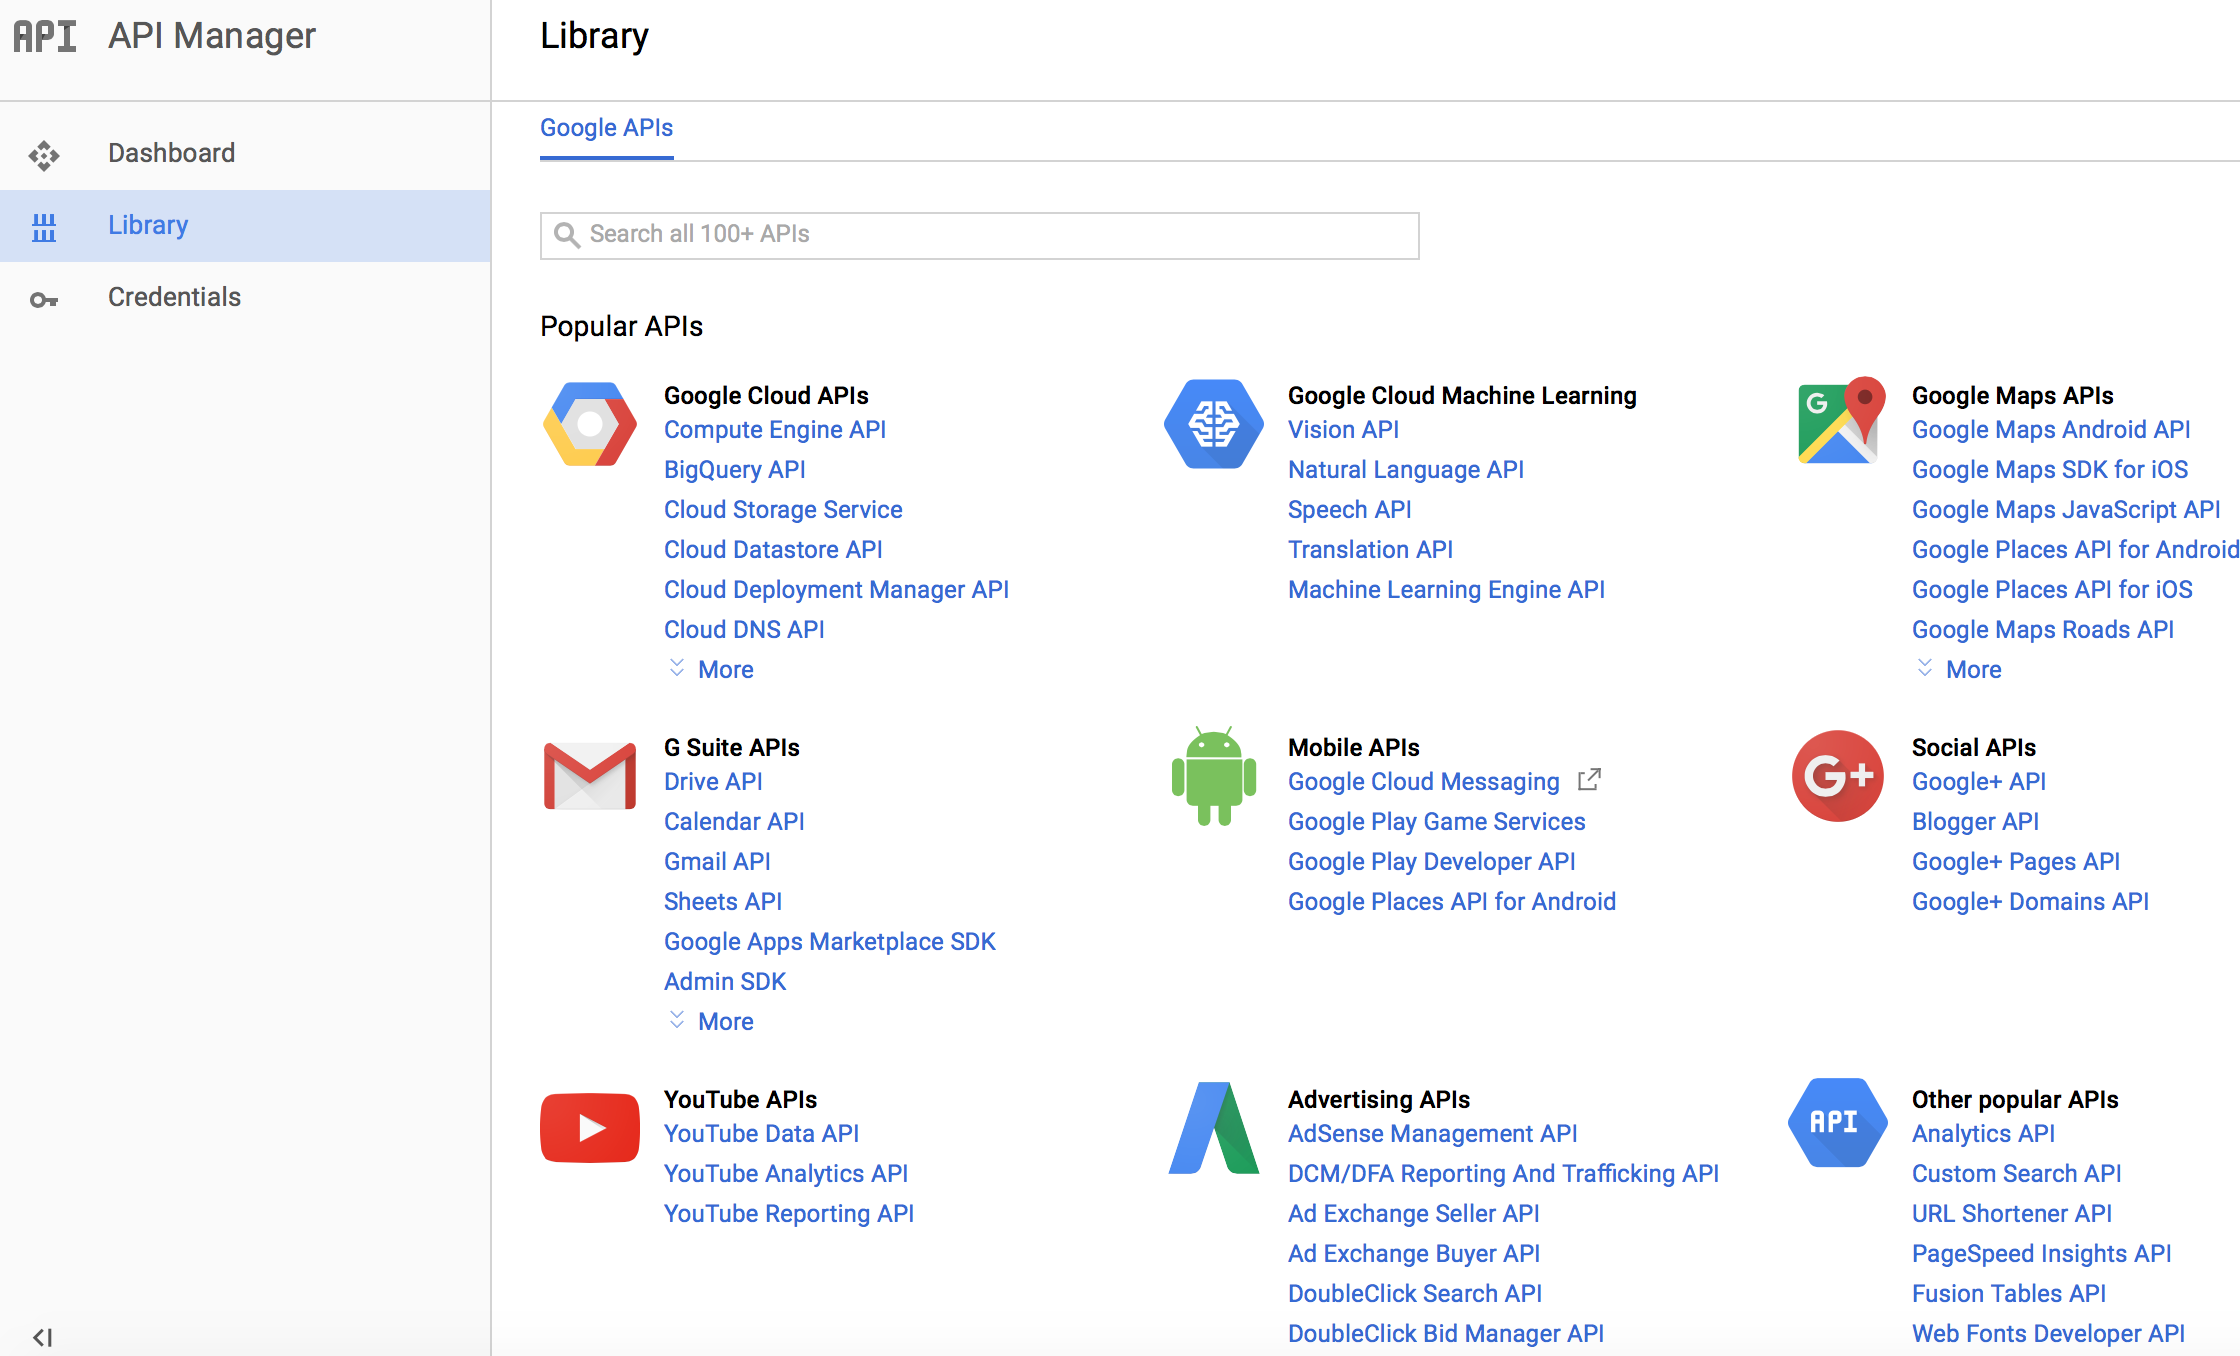 API API Manager
Dashboard
Library
Credentials
Library
Google APIs
Search all 100+ APIs
Popular APIs
Google Cloud APIs
Compute Engine API
BigQuery API
Cloud Storage Service
Cloud Datastore API
Cloud Deployment Manager API
Cloud DNS API
More
Google Cloud Machine Learning
Vision API
Natural Language API
Speech API
Translation API
Machine Learning Engine API
G
Google Maps APIs
Google Maps Android API
Google Maps SDK for iOS
Google Maps JavaScript API
Google Places API for Android
Google Places API for iOS
Google Maps Roads API
More
G Suite APIs
Drive API
Calendar API
Gmail API
Sheets API
Google Apps Marketplace SDK
Admin SDK
More
Mobile APIs
Google Cloud Messaging
Google Play Game Services
Google Play Developer API
Google Places API for Android
G+
Social APIs
Google+ API
Blogger API
Google+ Pages API
Google+ Domains API
YouTube APIs
YouTube Data API
YouTube Analytics API
YouTube Reporting API
Advertising APIs
AdSense Management API
DCM/DFA Reporting And Trafficking API
Ad Exchange Seller API
Ad Exchange Buyer API
DoubleClick Search API
DoubleClick Bid Manager API
API
Other popular APIs
Analytics API
Custom Search API
URL Shortener API
PageSpeed Insights API
Fusion Tables API
Web Fonts Developer API